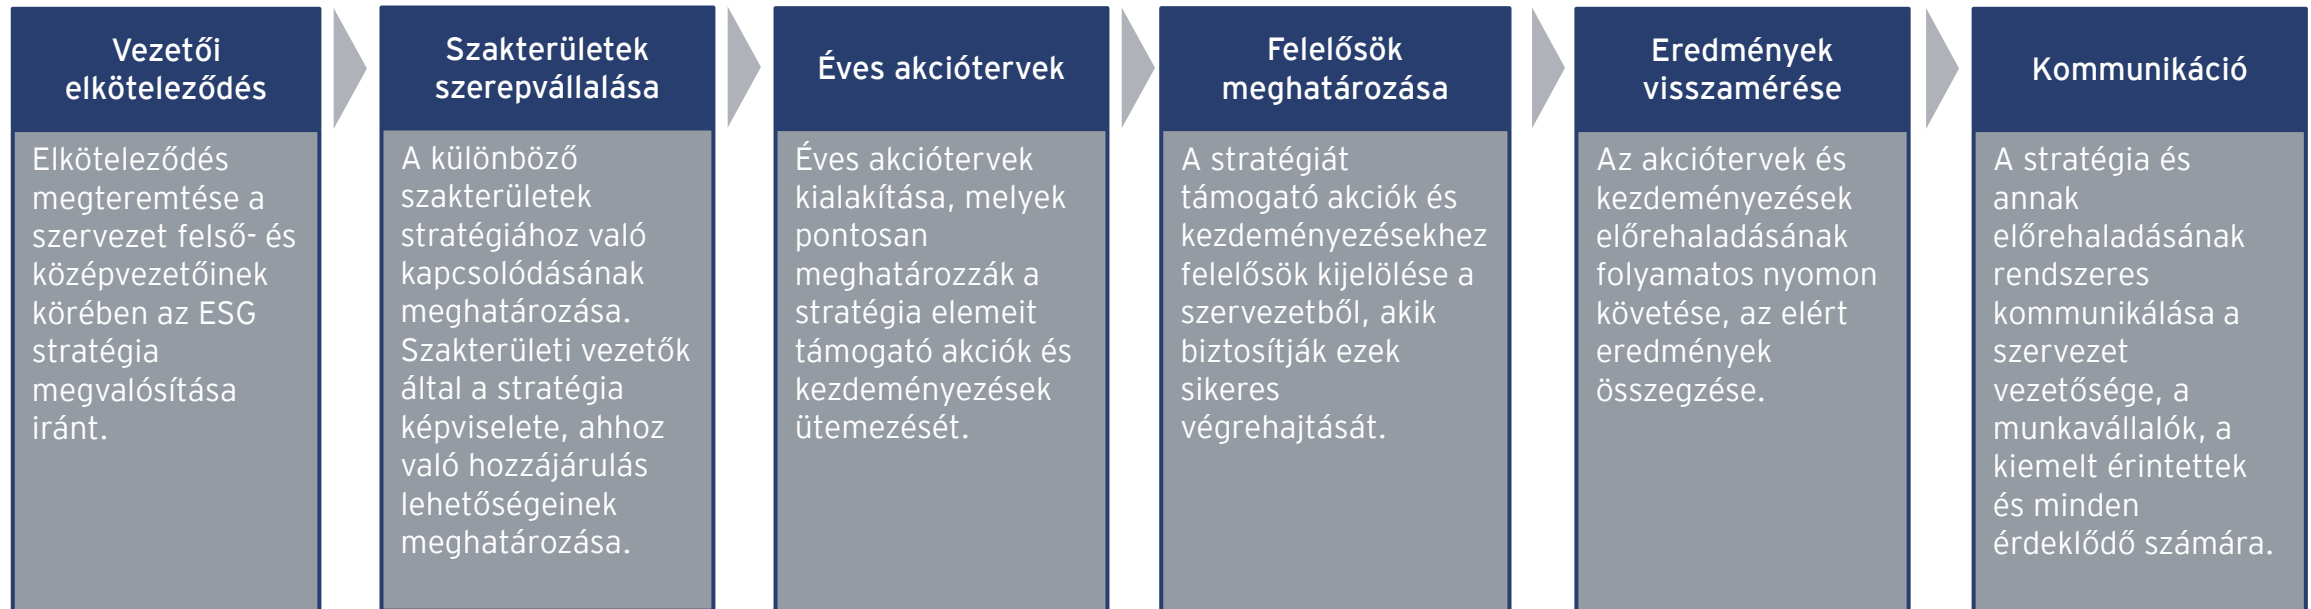 Vezetői
elköteleződés
Elköteleződés
megteremtése a
szervezet felső- és
középvezetőinek
körében az ESG
stratégia
megvalósítása
iránt.
Szakterületek
szerepvállalása
A különböző
szakterületek
stratégiához való
kapcsolódásának
meghatározása.
Szakterületi vezetők
által a stratégia
képviselete, ahhoz
való hozzájárulás
lehetőségeinek
meghatározása.
Éves akciótervek
Éves akciótervek
kialakítása, melyek
pontosan
meghatározzák a
stratégia elemeit
támogató akciók és
kezdeményezések
ütemezését.
Felelősök
meghatározása
A stratégiát
támogató akciók és
kezdeményezésekhez
felelősök kijelölése a
szervezetből, akik
biztosítják ezek
sikeres
végrehajtását.
Eredmények
visszamérése
Az akciótervek és
kezdeményezések
előrehaladásának
folyamatos nyomon
követése, az elért
eredmények
összegzése.
Kommunikáció
A stratégia és
annak
előrehaladásának
rendszeres
kommunikálása a
szervezet
vezetősége, a
munkavállalók, a
kiemelt érintettek
és minden
érdeklődő számára.